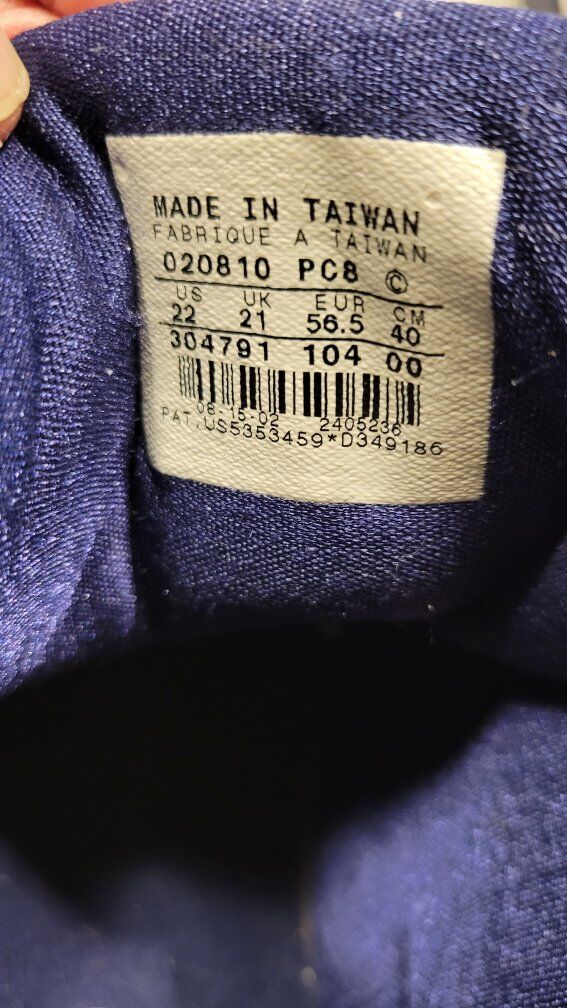 MADE IN TAIWAN
FABRIQUE A TAIWAN
020810 PC8 ©
US UK EUR CM
22 21 56.5 40
304791 104 00
08-15-02 2405236
PAT.US5353459*D349186